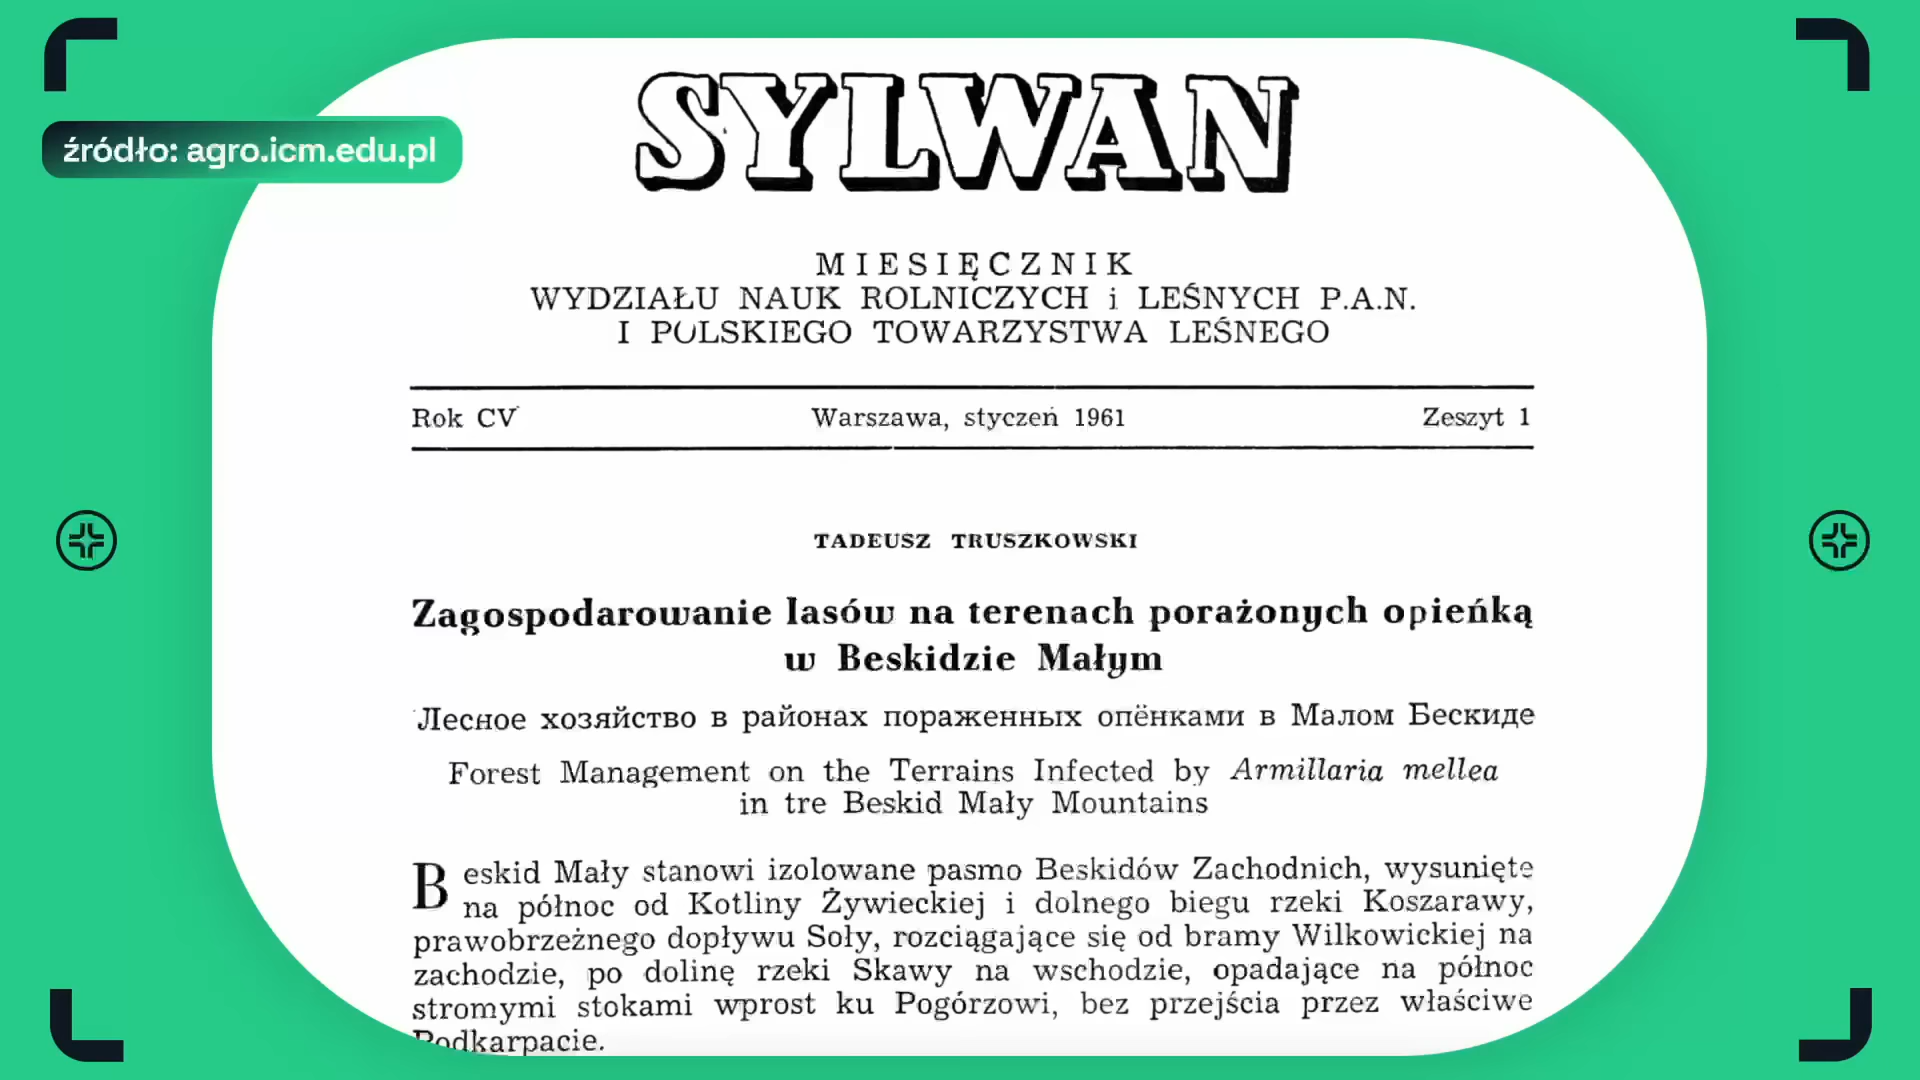 źródło: agro.icm.edu.pl
SYLWAN
MIESIĘCZNIK
WYDZIAŁU NAUK ROLNICZYCH i LEŚNYCH P.A.N.
I POLSKIEGO TOWARZYSTWA LEŚNEGO
Rok CV Warszawa, styczeń 1961 Zeszyt 1
TADEUSZ TRUSZKOWSKI
Zagospodarowanie lasów na terenach porażonych opieńką
w Beskidzie Małym
Лесное хозяйство в районах пораженных опёнками в Малом Бескиде
Forest Management on the Terrains Infected by Armillaria mellea
in tre Beskid Mały Mountains
Beskid Mały stanowi izolowane pasmo Beskidów Zachodnich, wysunięte
na północ od Kotliny Żywieckiej i dolnego biegu rzeki Koszarawy,
prawobrzeżnego dopływu Soły, rozciągające się od bramy Wilkowickiej na
zachodzie, po dolinę rzeki Skawy na wschodzie, opadające na północ
stromymi stokami wprost ku Pogórzowi, bez przejścia przez właściwe
Podkarpacie.